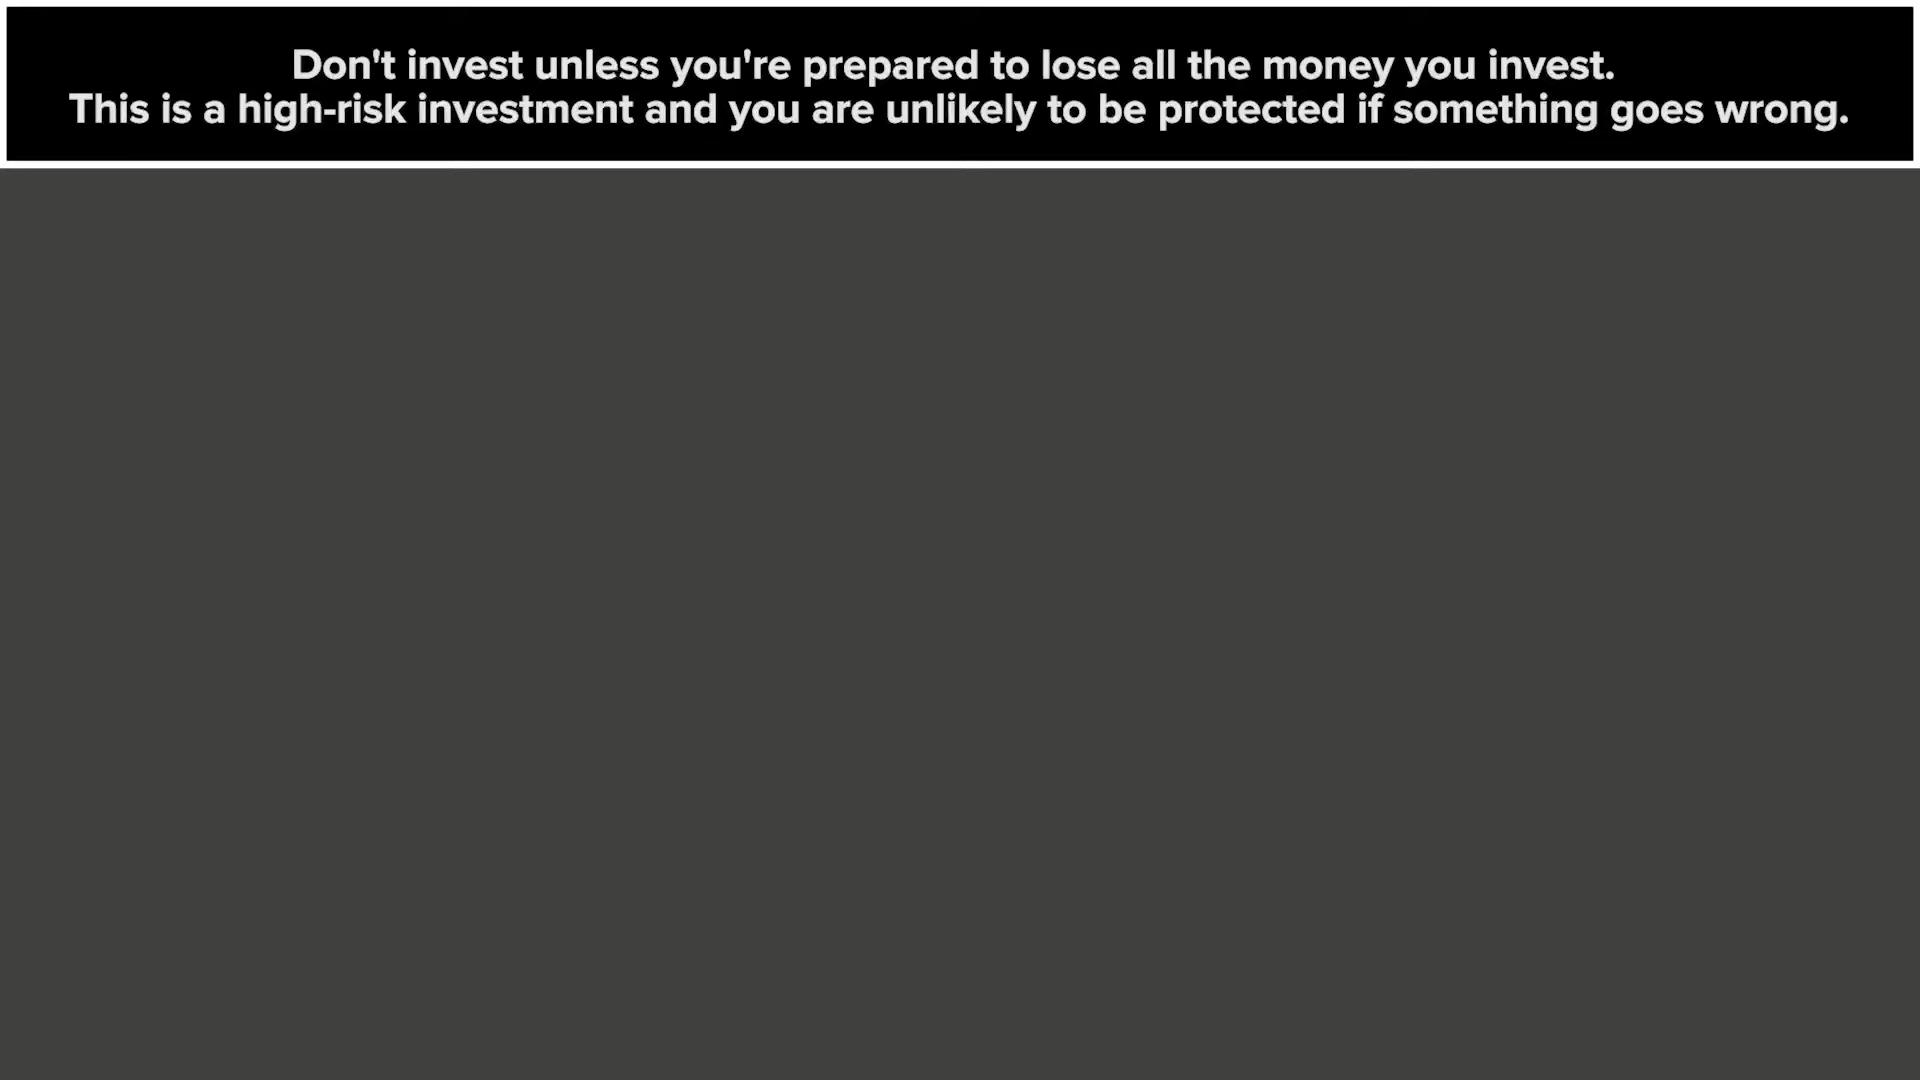 Don't invest unless you're prepared to lose all the money you invest.
This is a high-risk investment and you are unlikely to be protected if something goes wrong.